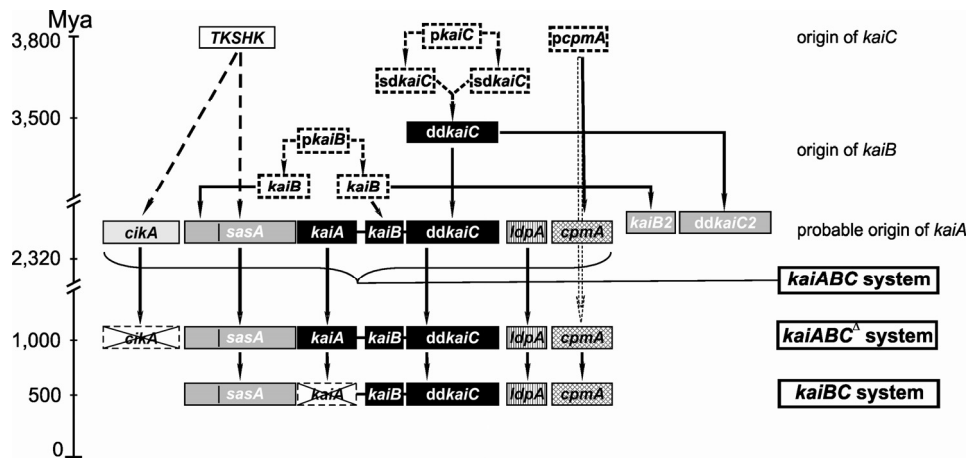 Mya
3,800
TKSHK
pkaiC
pcpmA
origin of kaiC
sdkaiC
sdkaiC
3,500
ddkaiC
pkaiB
origin of kaiB
kaiB
kaiB
cikA
sasA
kaiA
kaiB
ddkaiC
ldpA
cpmA
kaiB2
ddkaiC2
probable origin of kaiA
2,320
kaiABC system
1,000
cikA
sasA
kaiA
kaiB
ddkaiC
ldpA
cpmA
kaiABCΔ system
500
sasA
kaiA
kaiB
ddkaiC
ldpA
cpmA
kaiBC system
0